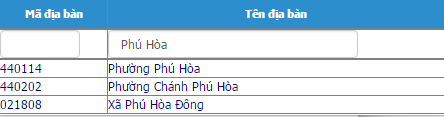 Mã địa bàn Tên địa bàn
Phú Hòa
440114 Phường Phú Hòa
440202 Phường Chánh Phú Hòa
021808 Xã Phú Hòa Đông